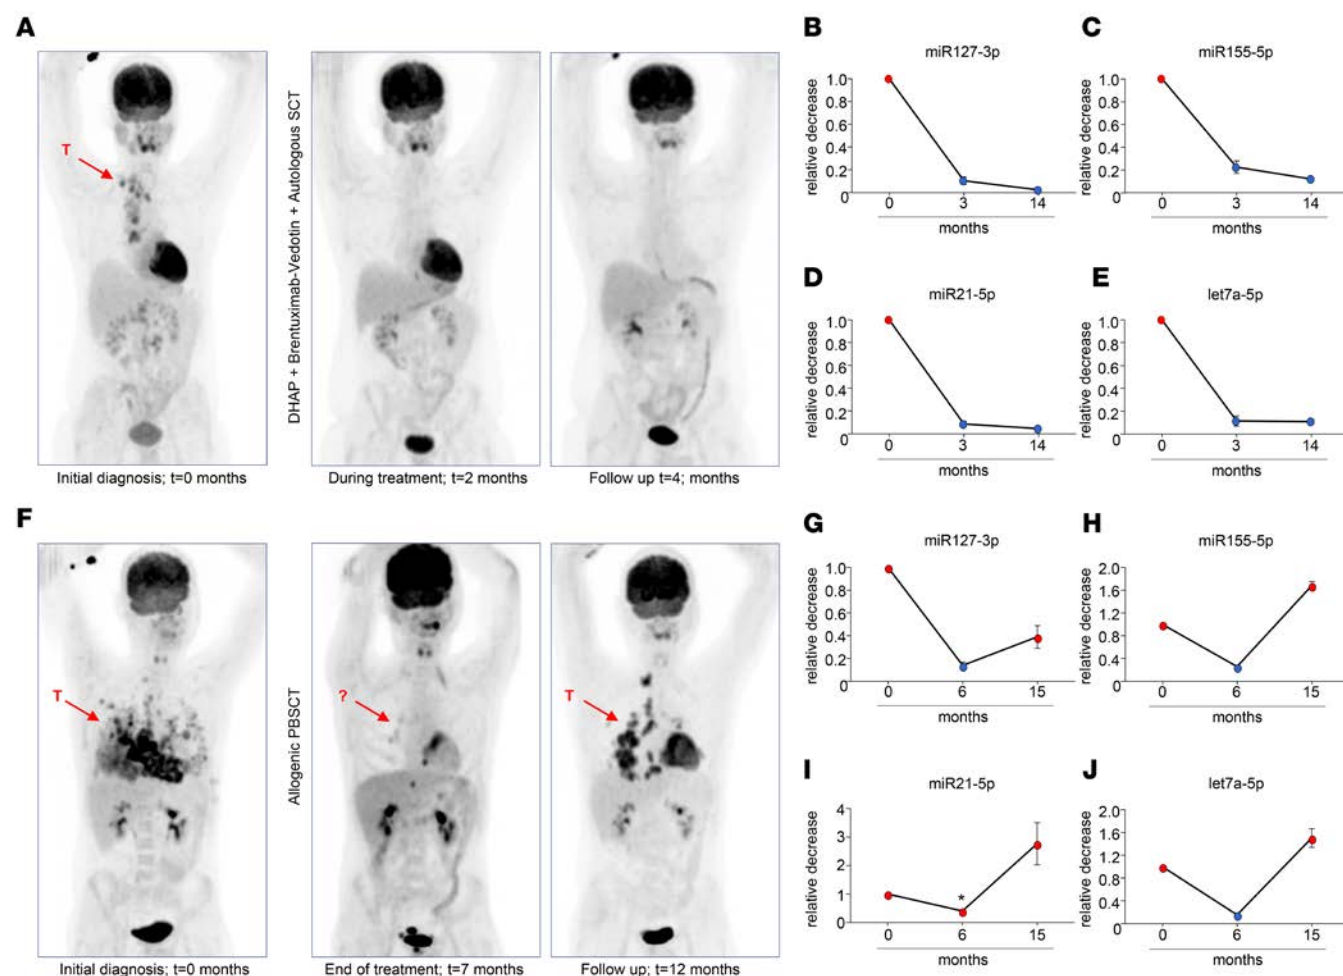 A
T
DHAP + Brentuximab-Vedotin + Autologous SCT
Initial diagnosis; t=0 months
During treatment; t=2 months
Follow up t=4; months
B
miR127-3p
relative decrease
1.0
0.8
0.6
0.4
0.2
0
0 3 14
months
C
miR155-5p
relative decrease
1.0
0.8
0.6
0.4
0.2
0
0 3 14
months
D
miR21-5p
relative decrease
1.0
0.8
0.6
0.4
0.2
0
0 3 14
months
E
let7a-5p
relative decrease
1.0
0.8
0.6
0.4
0.2
0
0 3 14
months
F
T
Allogenic PBSCT
?
T
Initial diagnosis; t=0 months
End of treatment; t=7 months
Follow up; t=12 months
G
miR127-3p
relative decrease
1.0
0.8
0.6
0.4
0.2
0
0 6 15
months
H
miR155-5p
relative decrease
2.0
1.6
1.2
0.8
0.4
0
0 6 15
months
I
miR21-5p
relative decrease
4
3
2
1
0
*
0 6 15
months
J
let7a-5p
relative decrease
2.0
1.6
1.2
0.8
0.4
0
0 6 15
months